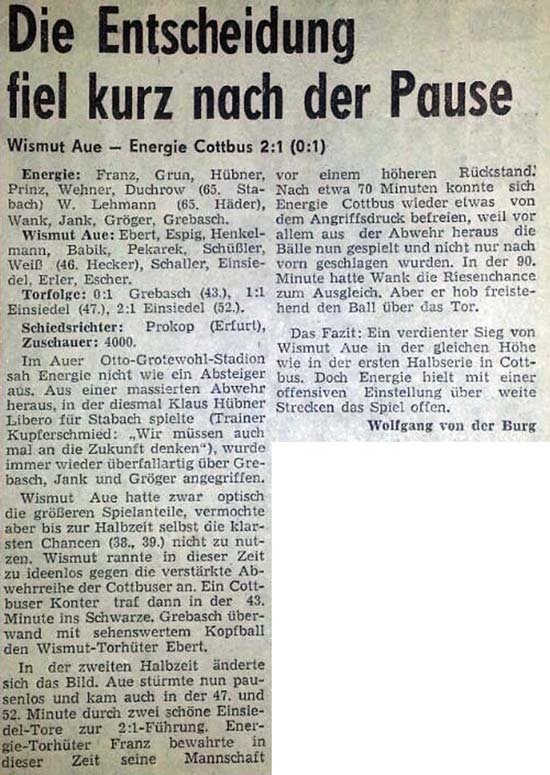 Die Entscheidung
fiel kurz nach der Pause
Wismut Aue — Energie Cottbus 2:1 (0:1)
Energie: Franz, Grun, Hübner,
Prinz, Wehner, Duchrow (65. Sta-
bach) W. Lehmann (65. Häder),
Wank, Jank, Gröger, Grebasch.
Wismut Aue: Ebert, Espig, Henkel-
mann, Babik, Pekarek, Schüßler,
Weiß (46. Hecker), Schaller, Einsie-
del, Erler, Escher.
Torfolge: 0:1 Grebasch (43.), 1:1
Einsiedel (47.), 2:1 Einsiedel (52.).
Schiedsrichter: Prokop (Erfurt),
Zuschauer: 4000.
Im Auer Otto-Grotewohl-Stadion
sah Energie nicht wie ein Absteiger
aus. Aus einer massierten Abwehr
heraus, in der diesmal Klaus Hübner
Libero für Stabach spielte (Trainer
Kupferschmied: „Wir müssen auch
mal an die Zukunft denken"), wurde
immer wieder überfallartig über Gre-
basch, Jank und Gröger angegriffen.
Wismut Aue hatte zwar optisch
die größeren Spielanteile, vermochte
aber bis zur Halbzeit selbst die klar-
sten Chancen (38., 39.) nicht zu nut-
zen. Wismut rannte in dieser Zeit
zu ideenlos gegen die verstärkte Ab-
wehrreihe der Cottbuser an. Ein Cott-
buser Konter traf dann in der 43.
Minute ins Schwarze. Grebasch über-
wand mit sehenswertem Kopfball
den Wismut-Torhüter Ebert.
In der zweiten Halbzeit änderte
sich das Bild. Aue stürmte nun pau-
senlos und kam auch in der 47. und
52. Minute durch zwei schöne Einsie-
del-Tore zur 2:1-Führung. Ener-
gie-Torhüter Franz bewahrte in
dieser Zeit seine Mannschaft
vor einem höheren Rückstand.
Nach etwa 70 Minuten konnte sich
Energie Cottbus wieder etwas von
dem Angriffsdruck befreien, weil vor
allem aus der Abwehr heraus die
Bälle nun gespielt und nicht nur nach
vorn geschlagen wurden. In der 90.
Minute hatte Wank die Riesenchance
zum Ausgleich. Aber er hob freiste-
hend den Ball über das Tor.
Das Fazit: Ein verdienter Sieg von
Wismut Aue in der gleichen Höhe
wie in der ersten Halbserie in Cott-
bus. Doch Energie hielt mit einer
offensiven Einstellung über weite
Strecken das Spiel offen.
Wolfgang von der Burg